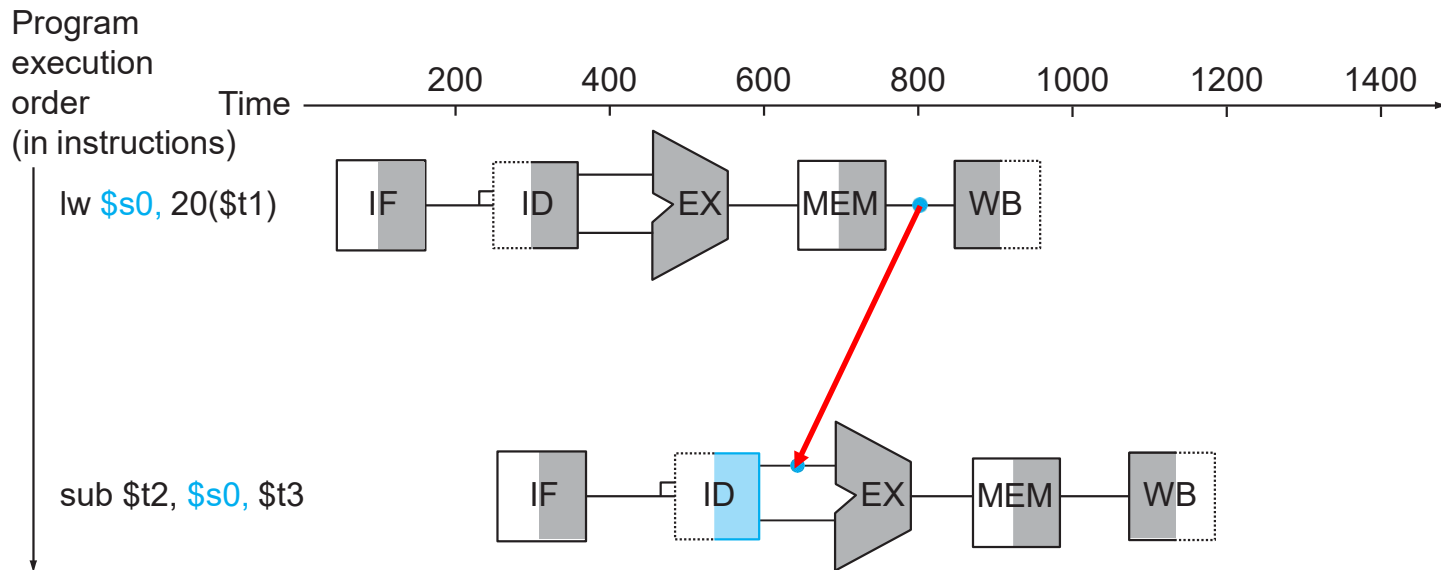 Program
execution
order
(in instructions)
Time
200 400 600 800 1000 1200 1400
lw $s0, 20($t1)
IF ID EX MEM WB
sub $t2, $s0, $t3
IF ID EX MEM WB